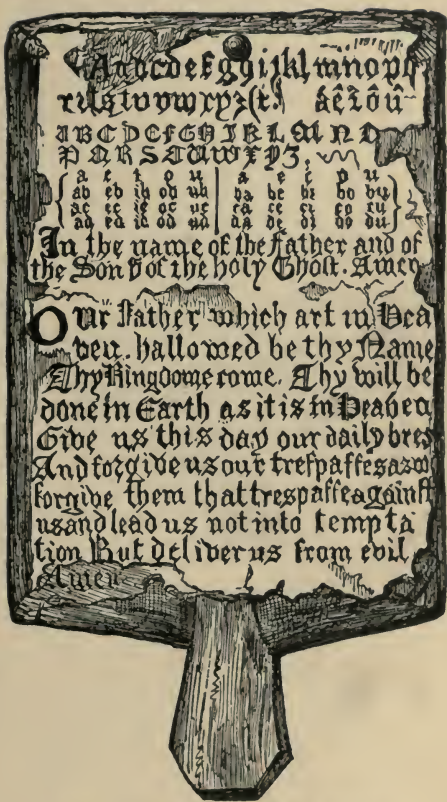 Aabcdefgghijklmnopq
rſstuvvwxyz&. âêîôû
ABCDEFGHIKLMNO
PQRSTUWXYZ,
a e i o u | a e i o u
ab eb ib ob ub | ba be bi bo bu
ac ec ic oc uc | ca ce ci co cu
ad ed id od ud | da de di do du
In the name of the Father and of
the Son & of the holy Ghoſt. Amen
Our Father which art in Hea
ven. hallowed be thy Name
Thy Kingdome come. Thy will be
done in Earth as it is in Heaven
Give us this day our daily bred
And forgive us our treſpaſſes as we
forgive them that treſpaſſe againſt
us and lead us not into tempta
tion But deliver us from evil
Amen